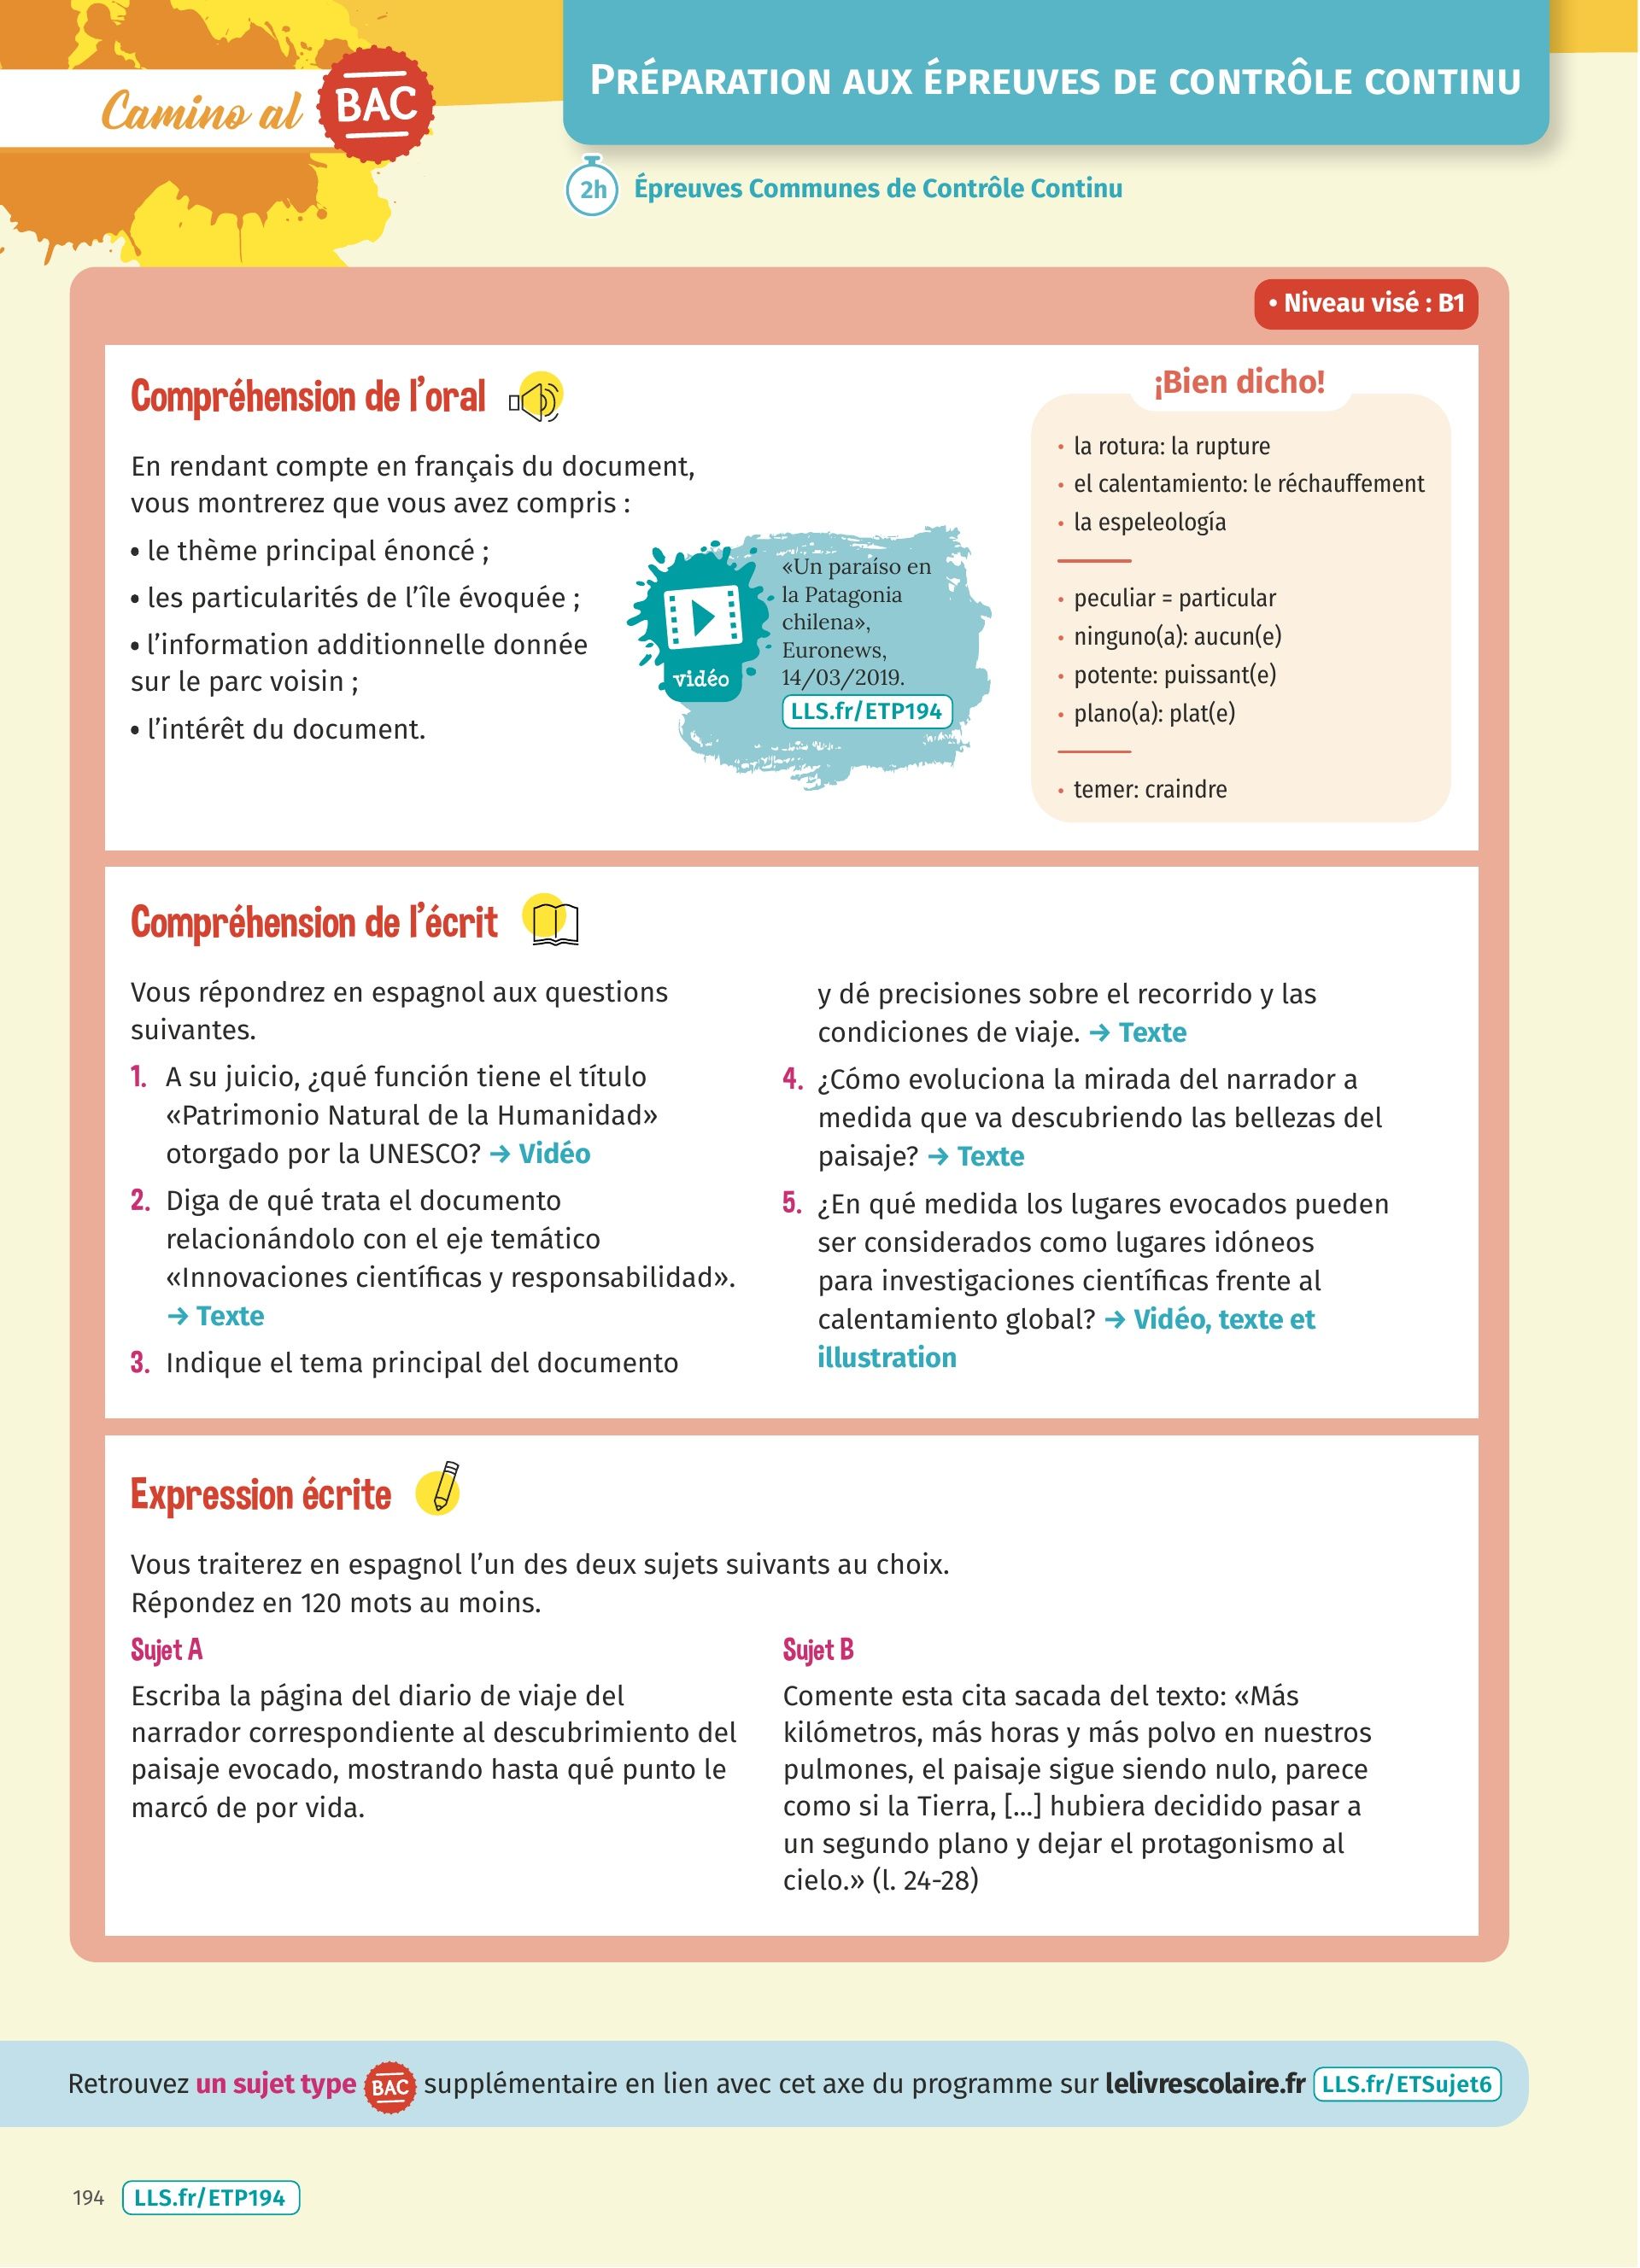 Camino al BAC
PRÉPARATION AUX ÉPREUVES DE CONTRÔLE CONTINU
2h Épreuves Communes de Contrôle Continu
• Niveau visé : B1
Compréhension de l'oral
En rendant compte en français du document,
vous montrerez que vous avez compris :
• le thème principal énoncé ;
• les particularités de l'île évoquée ;
• l'information additionnelle donnée
sur le parc voisin ;
• l'intérêt du document.
vidéo
«Un paraíso en
la Patagonia
chilena»,
Euronews,
14/03/2019.
LLS.fr/ETP194
¡Bien dicho!
• la rotura: la rupture
• el calentamiento: le réchauffement
• la espeleología
• peculiar = particular
• ninguno(a): aucun(e)
• potente: puissant(e)
• plano(a): plat(e)
• temer: craindre
Compréhension de l'écrit
Vous répondrez en espagnol aux questions
suivantes.
1. A su juicio, ¿qué función tiene el título
«Patrimonio Natural de la Humanidad»
otorgado por la UNESCO? → Vidéo
2. Diga de qué trata el documento
relacionándolo con el eje temático
«Innovaciones científicas y responsabilidad».
→ Texte
3. Indique el tema principal del documento
y dé precisiones sobre el recorrido y las
condiciones de viaje. → Texte
4. ¿Cómo evoluciona la mirada del narrador a
medida que va descubriendo las bellezas del
paisaje? → Texte
5. ¿En qué medida los lugares evocados pueden
ser considerados como lugares idóneos
para investigaciones científicas frente al
calentamiento global? → Vidéo, texte et
illustration
Expression écrite
Vous traiterez en espagnol l'un des deux sujets suivants au choix.
Répondez en 120 mots au moins.
Sujet A
Escriba la página del diario de viaje del
narrador correspondiente al descubrimiento del
paisaje evocado, mostrando hasta qué punto le
marcó de por vida.
Sujet B
Comente esta cita sacada del texto: «Más
kilómetros, más horas y más polvo en nuestros
pulmones, el paisaje sigue siendo nulo, parece
como si la Tierra, [...] hubiera decidido pasar a
un segundo plano y dejar el protagonismo al
cielo.» (l. 24-28)
Retrouvez un sujet type BAC supplémentaire en lien avec cet axe du programme sur lelivrescolaire.fr LLS.fr/ETSujet6
194 LLS.fr/ETP194